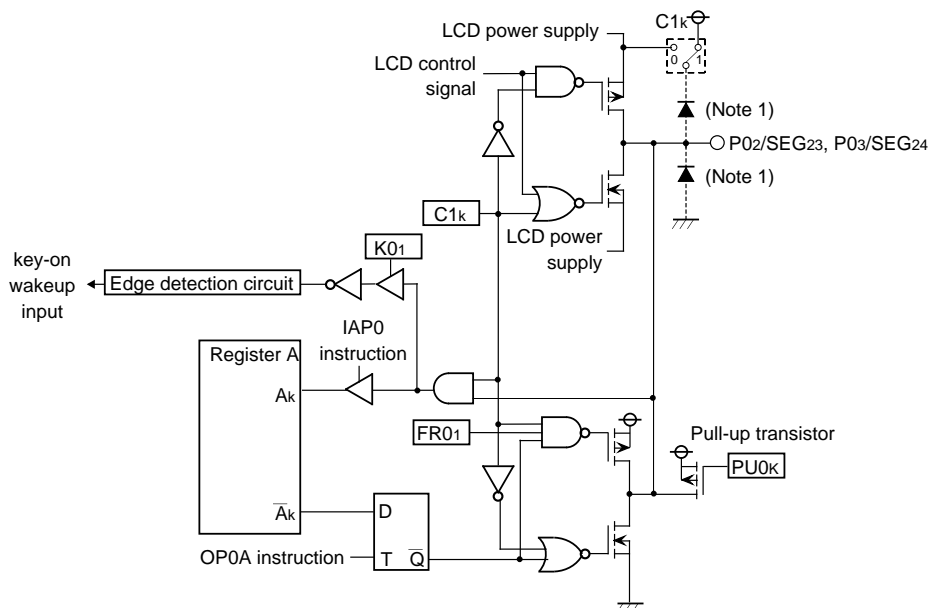 C1k
LCD power supply
0 1
LCD control
signal
(Note 1)
P02/SEG23, P03/SEG24
(Note 1)
C1k
LCD power
supply
K01
key-on
wakeup
input
Edge detection circuit
IAP0
instruction
Register A
Ak
FR01
Pull-up transistor
PU0K
A̅k
D
T Q̅
OP0A instruction